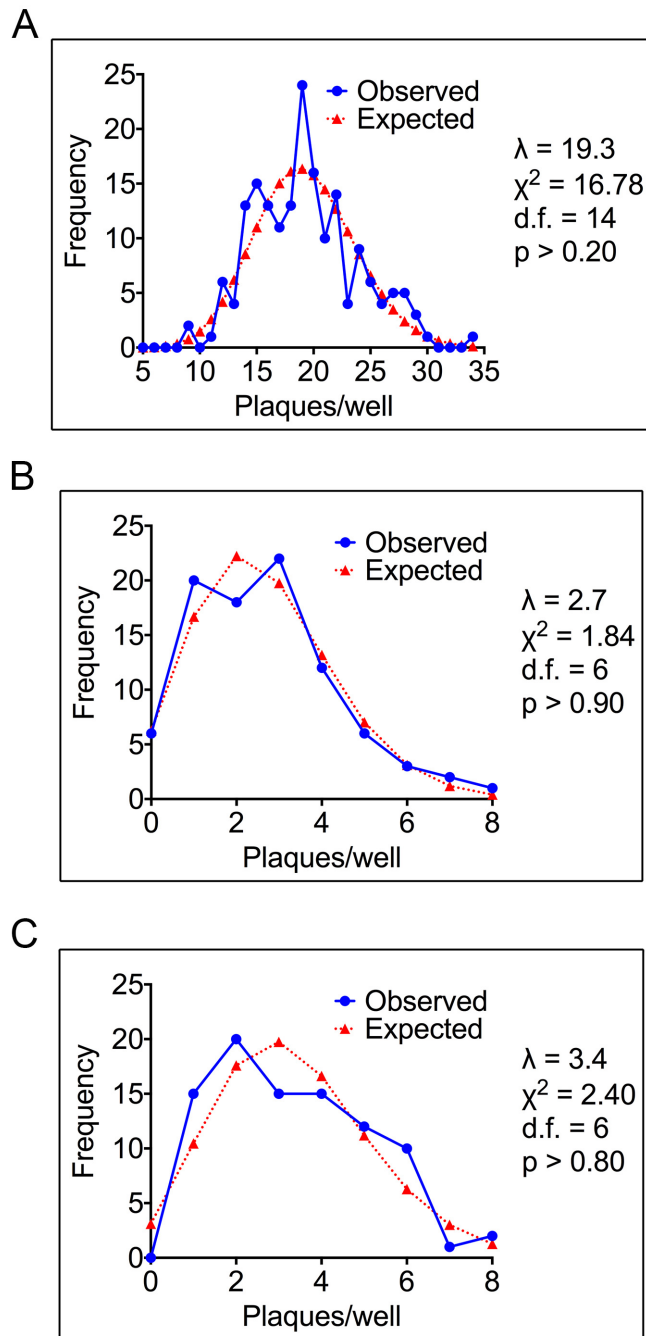 A
25
20
15
10
5
0
Frequency
Observed
Expected
λ = 19.3
χ² = 16.78
d.f. = 14
p > 0.20
5 10 15 20 25 30 35
Plaques/well
B
25
20
15
10
5
0
Frequency
Observed
Expected
λ = 2.7
χ² = 1.84
d.f. = 6
p > 0.90
0 2 4 6 8
Plaques/well
C
25
20
15
10
5
0
Frequency
Observed
Expected
λ = 3.4
χ² = 2.40
d.f. = 6
p > 0.80
0 2 4 6 8
Plaques/well